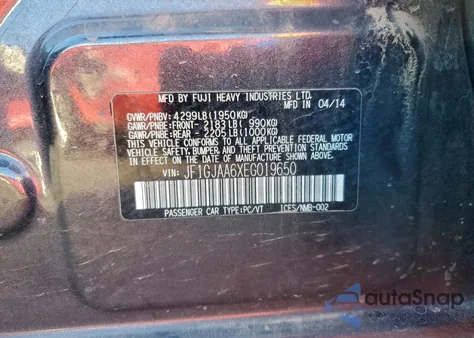 MFD BY FUJI HEAVY INDUSTRIES LTD.
MFD IN 04/14
GVWR/PNBV: 4299LB(1950KG)
GAWR/PNBE:FRONT- 2183LB( 990KG)
GAWR/PNBE:REAR - 2205LB(1000KG)
THIS VEHICLE CONFORMS TO ALL APPLICABLE FEDERAL MOTOR
VEHICLE SAFETY, BUMPER, AND THEFT PREVENTION STANDARDS
IN EFFECT ON THE DATE OF MANUFACTURE SHOWN ABOVE.
VIN: JF1GJAA6XEG019650
PASSENGER CAR TYPE:PC/VT ICES/NMB-002
autaSnap